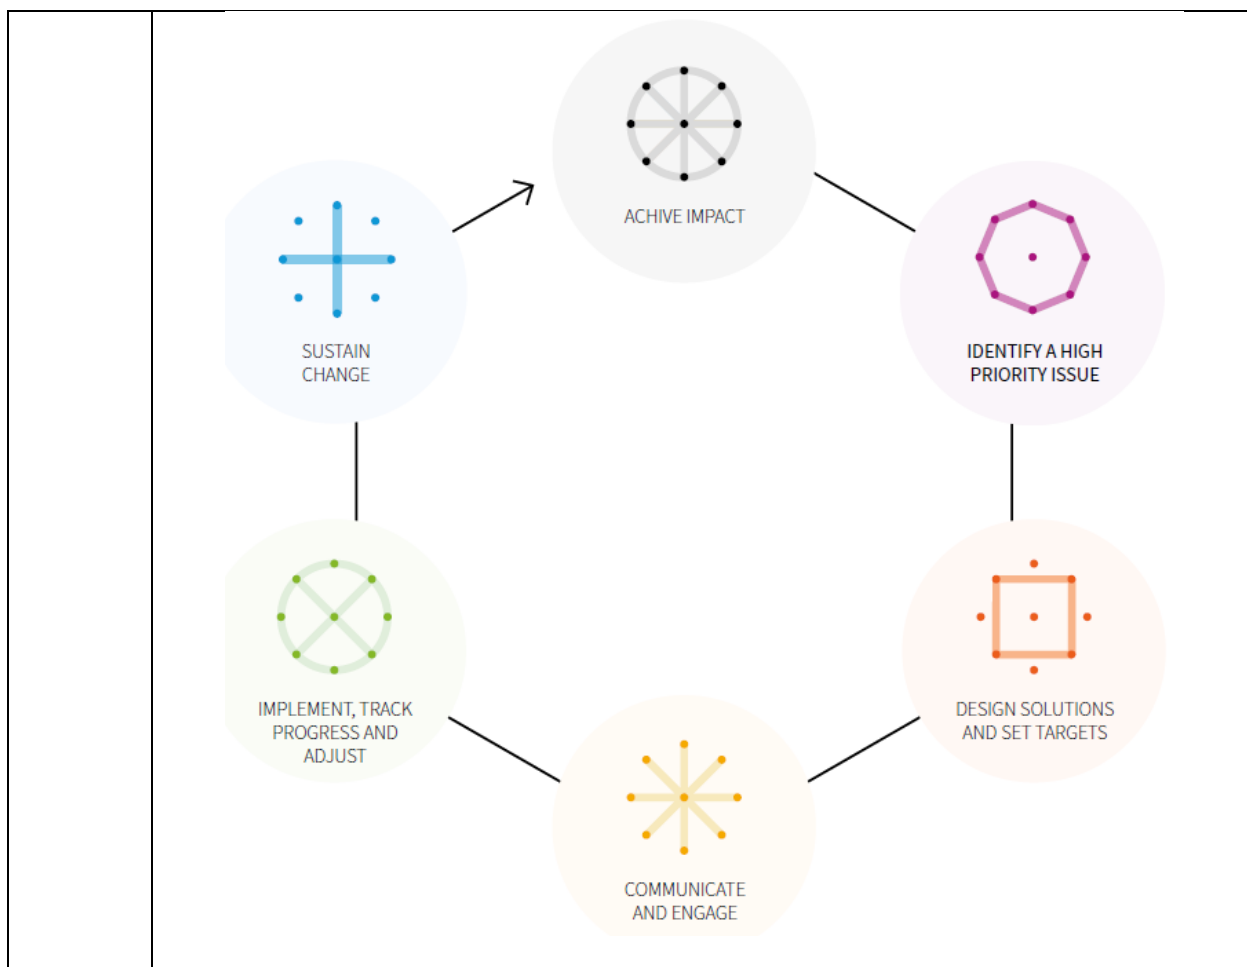 ACHIVE IMPACT
IDENTIFY A HIGH
PRIORITY ISSUE
DESIGN SOLUTIONS
AND SET TARGETS
COMMUNICATE
AND ENGAGE
IMPLEMENT, TRACK
PROGRESS AND
ADJUST
SUSTAIN
CHANGE